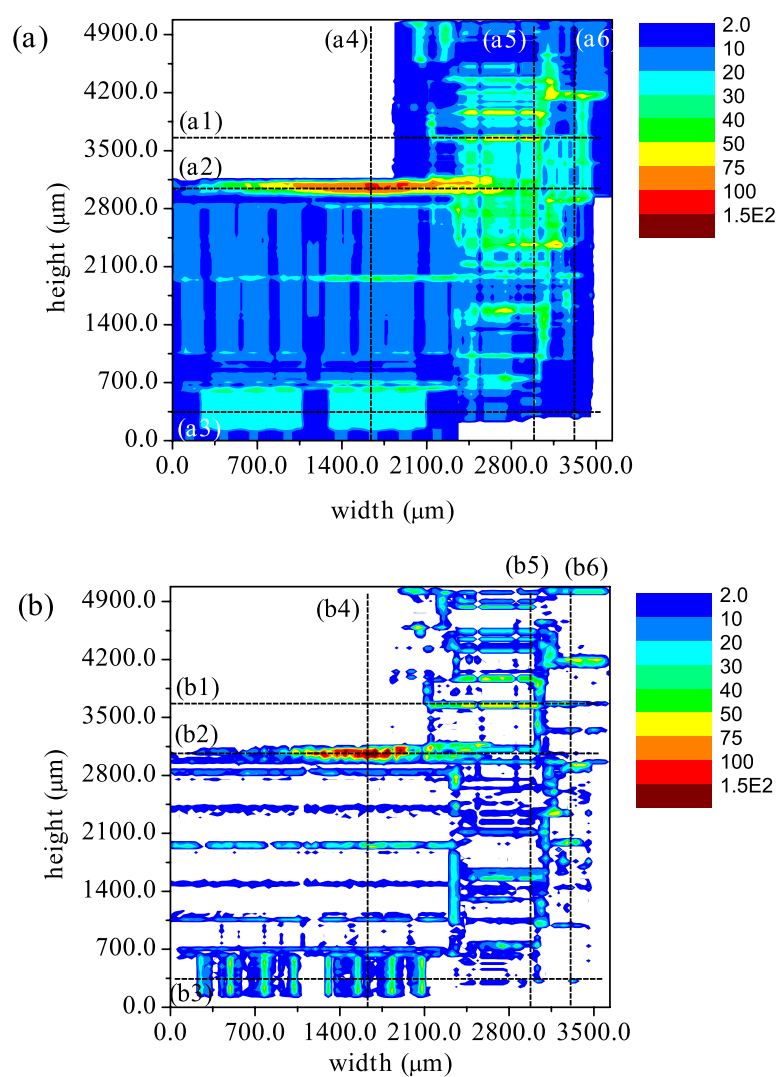 (a)
4900.0
4200.0
3500.0
2800.0
2100.0
1400.0
700.0
0.0
height (μm)
(a1)
(a2)
(a3)
(a4)
(a5)
(a6)
0.0 700.0 1400.0 2100.0 2800.0 3500.0
width (μm)
2.0
10
20
30
40
50
75
100
1.5E2
(b)
4900.0
4200.0
3500.0
2800.0
2100.0
1400.0
700.0
0.0
height (μm)
(b1)
(b2)
(b3)
(b4)
(b5)
(b6)
0.0 700.0 1400.0 2100.0 2800.0 3500.0
width (μm)
2.0
10
20
30
40
50
75
100
1.5E2